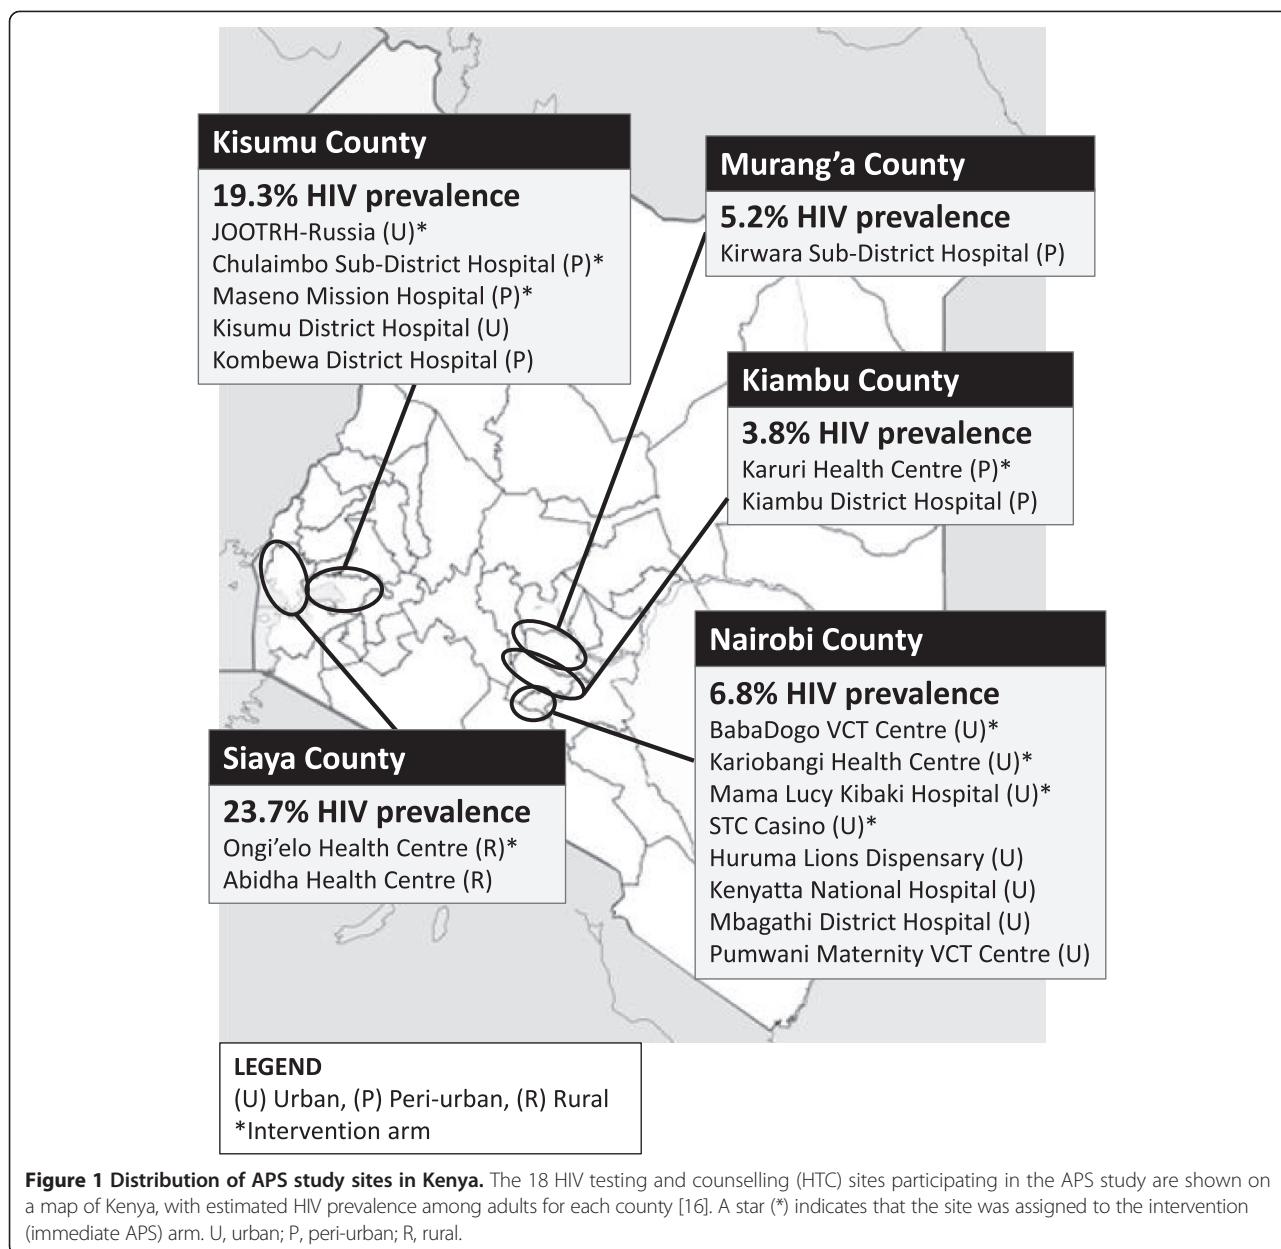 Kisumu County
19.3% HIV prevalence
JOOTRH-Russia (U)*
Chulaimbo Sub-District Hospital (P)*
Maseno Mission Hospital (P)*
Kisumu District Hospital (U)
Kombewa District Hospital (P)
Murang’a County
5.2% HIV prevalence
Kirwara Sub-District Hospital (P)
Kiambu County
3.8% HIV prevalence
Karuri Health Centre (P)*
Kiambu District Hospital (P)
Nairobi County
6.8% HIV prevalence
BabaDogo VCT Centre (U)*
Kariobangi Health Centre (U)*
Mama Lucy Kibaki Hospital (U)*
STC Casino (U)*
Huruma Lions Dispensary (U)
Kenyatta National Hospital (U)
Mbagathi District Hospital (U)
Pumwani Maternity VCT Centre (U)
Siaya County
23.7% HIV prevalence
Ongi’elo Health Centre (R)*
Abidha Health Centre (R)
LEGEND
(U) Urban, (P) Peri-urban, (R) Rural
*Intervention arm
Figure 1 Distribution of APS study sites in Kenya. The 18 HIV testing and counselling (HTC) sites participating in the APS study are shown on
a map of Kenya, with estimated HIV prevalence among adults for each county [16]. A star (*) indicates that the site was assigned to the intervention
(immediate APS) arm. U, urban; P, peri-urban; R, rural.